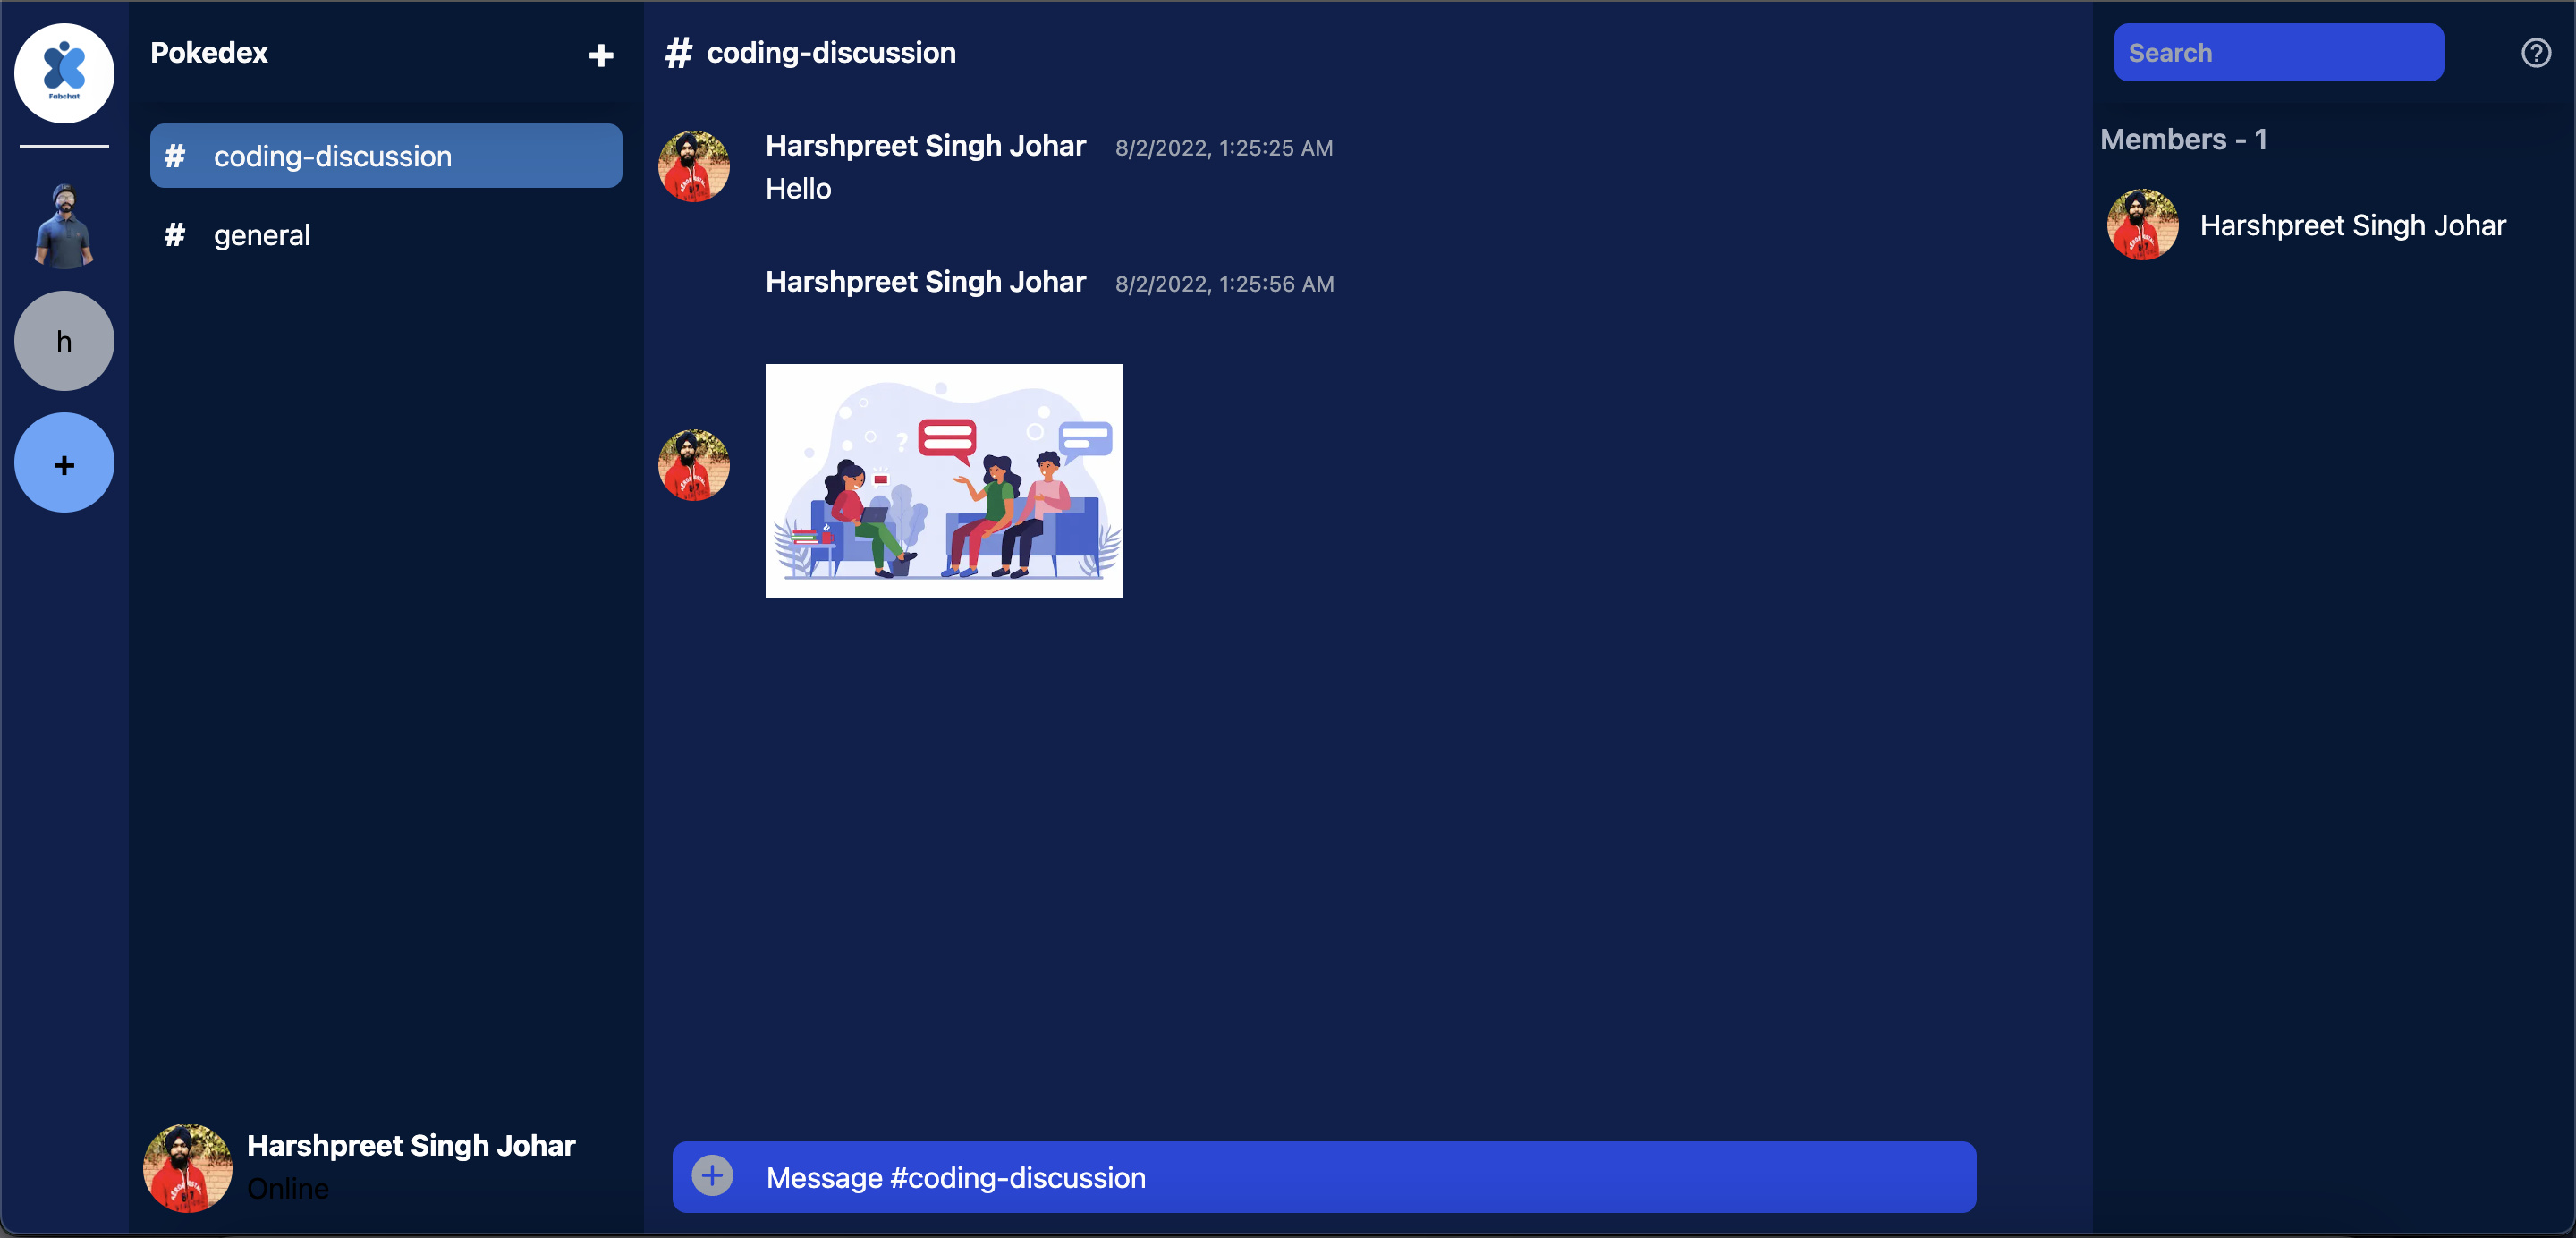 Fabchat
h
+
Pokedex
+
# coding-discussion
# general
Harshpreet Singh Johar
Online
# coding-discussion
Harshpreet Singh Johar 8/2/2022, 1:25:25 AM
Hello
Harshpreet Singh Johar 8/2/2022, 1:25:56 AM
?
Message #coding-discussion
Search
?
Members - 1
Harshpreet Singh Johar